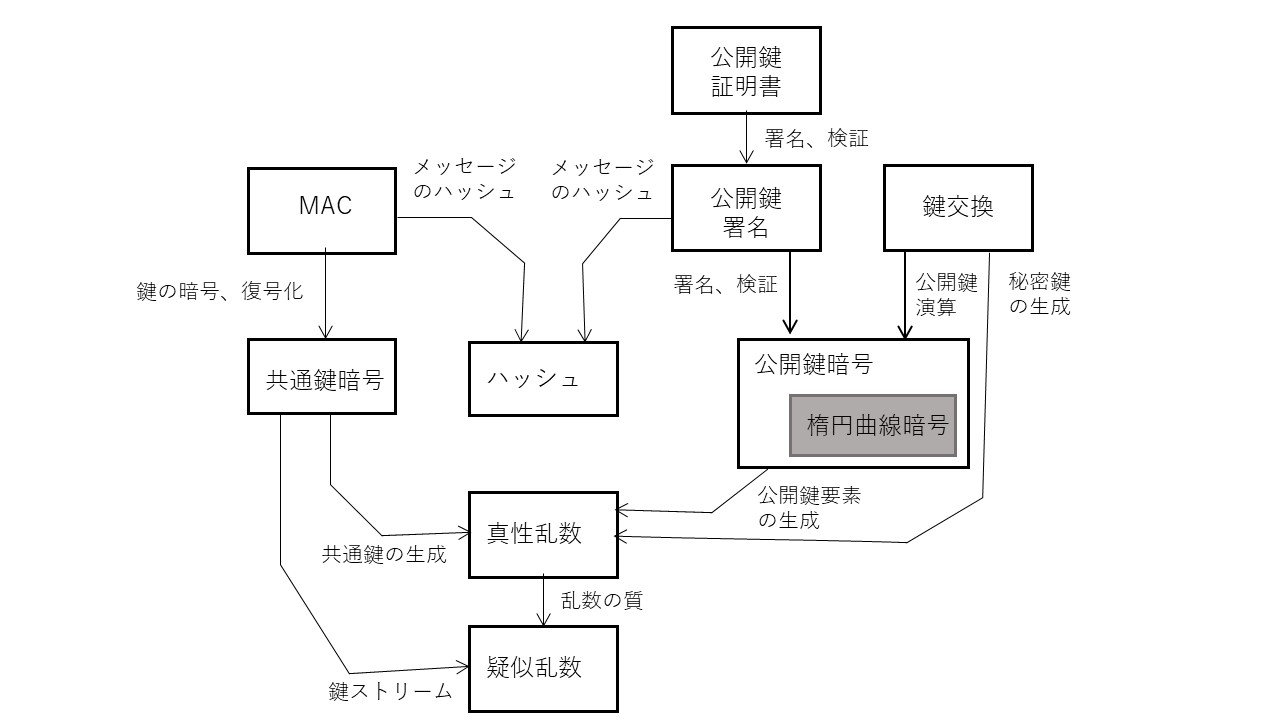 公開鍵
証明書
署名、検証
メッセージ
のハッシュ
メッセージ
のハッシュ
MAC
公開鍵
署名
鍵交換
鍵の暗号、復号化
署名、検証
公開鍵
演算
秘密鍵
の生成
共通鍵暗号
ハッシュ
公開鍵暗号
楕円曲線暗号
公開鍵要素
の生成
真性乱数
共通鍵の生成
乱数の質
疑似乱数
鍵ストリーム